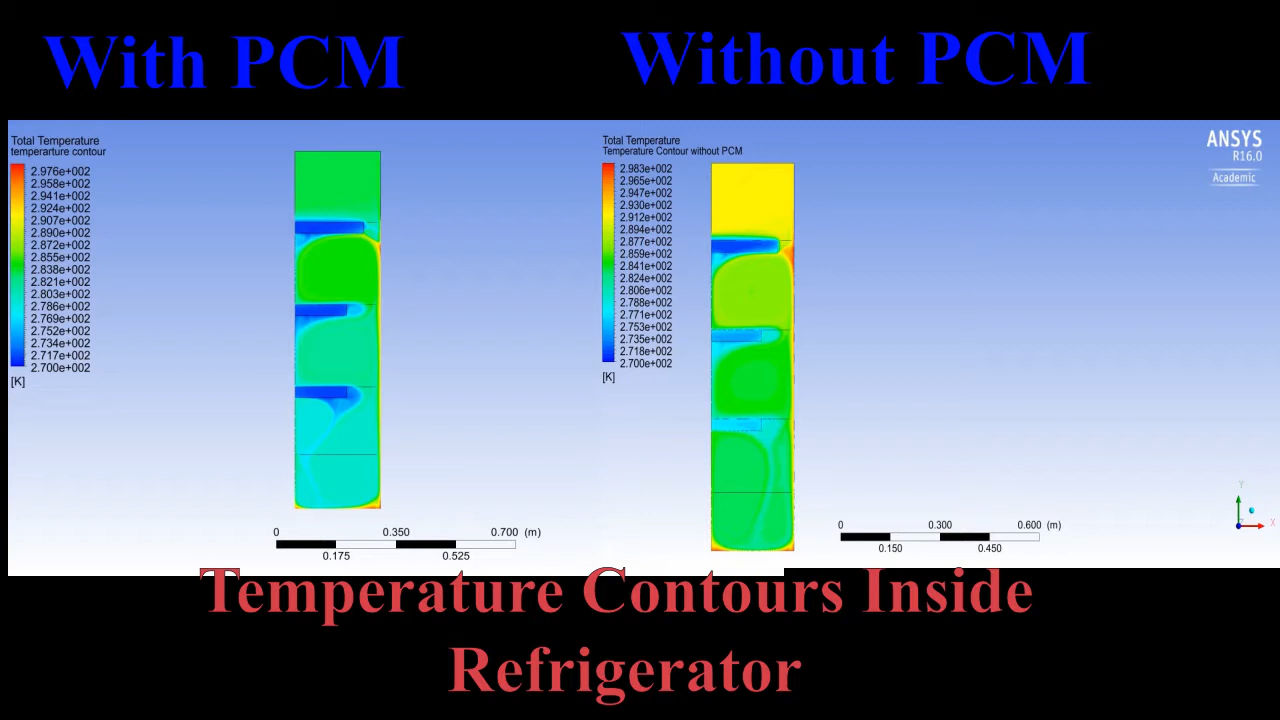 With PCM
Without PCM
Total Temperature
temperarture contour
2.976e+002
2.958e+002
2.941e+002
2.924e+002
2.907e+002
2.890e+002
2.872e+002
2.855e+002
2.838e+002
2.821e+002
2.803e+002
2.786e+002
2.769e+002
2.752e+002
2.734e+002
2.717e+002
2.700e+002
[K]
0 0.350 0.700 (m)
0.175 0.525
Total Temperature
Temperature Contour without PCM
2.983e+002
2.965e+002
2.947e+002
2.930e+002
2.912e+002
2.894e+002
2.877e+002
2.859e+002
2.841e+002
2.824e+002
2.806e+002
2.788e+002
2.771e+002
2.753e+002
2.735e+002
2.718e+002
2.700e+002
[K]
ANSYS
R16.0
Academic
Y
Z X
0 0.300 0.600 (m)
0.150 0.450
Temperature Contours Inside
Refrigerator